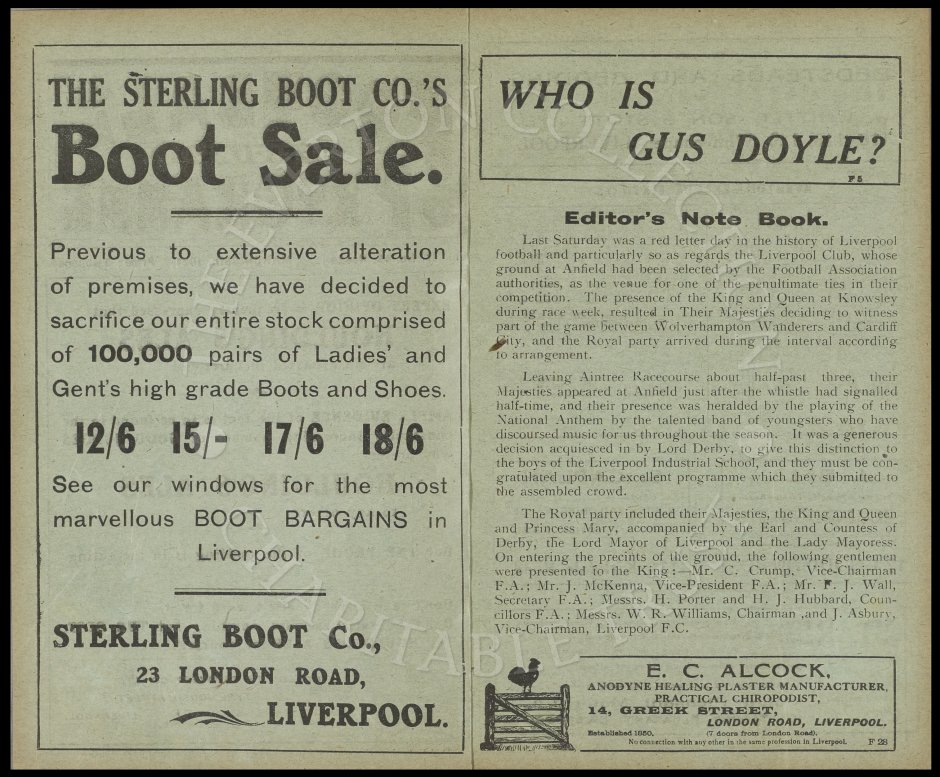 THE STERLING BOOT CO.'S
Boot Sale.
Previous to extensive alteration
of premises, we have decided to
sacrifice our entire stock comprised
of 100,000 pairs of Ladies' and
Gent's high grade Boots and Shoes.
12/6 15/- 17/6 18/6
See our windows for the most
marvellous BOOT BARGAINS in
Liverpool.
STERLING BOOT Co.,
23 LONDON ROAD,
LIVERPOOL.
WHO IS
GUS DOYLE?
F 5
Editor's Note Book.
Last Saturday was a red letter day in the history of Liverpool
football and particularly so as regards the Liverpool Club, whose
ground at Anfield had been selected by the Football Association
authorities, as the venue for one of the penultimate ties in their
competition. The presence of the King and Queen at Knowsley
during race week, resulted in Their Majesties deciding to witness
part of the game between Wolverhampton Wanderers and Cardiff
City, and the Royal party arrived during the interval according
to arrangement.
Leaving Aintree Racecourse about half-past three, their
Majesties appeared at Anfield just after the whistle had signalled
half-time, and their presence was heralded by the playing of the
National Anthem by the talented band of youngsters who have
discoursed music for us throughout the season. It was a generous
decision acquiesced in by Lord Derby, to give this distinction to
the boys of the Liverpool Industrial School, and they must be con-
gratulated upon the excellent programme which they submitted to
the assembled crowd.
The Royal party included their Majesties, the King and Queen
and Princess Mary, accompanied by the Earl and Countess of
Derby, the Lord Mayor of Liverpool and the Lady Mayoress.
On entering the precints of the ground, the following gentlemen
were presented to the King :—Mr. C. Crump, Vice-Chairman
F.A.; Mr. J. McKenna, Vice-President F.A.; Mr. F. J. Wall,
Secretary F.A.; Messrs. H. Porter and H. J. Hubbard, Coun-
cillors F.A.; Messrs. W. R. Williams, Chairman ,and J. Asbury,
Vice-Chairman, Liverpool F.C.
E. C. ALCOCK,
ANODYNE HEALING PLASTER MANUFACTURER,
PRACTICAL CHIROPODIST,
14, GREEK STREET,
LONDON ROAD, LIVERPOOL.
Established 1850. (7 doors from London Road).
No connection with any other in the same profession in Liverpool. F 28
THE EVERTON COLLECTION
CHARITABLE